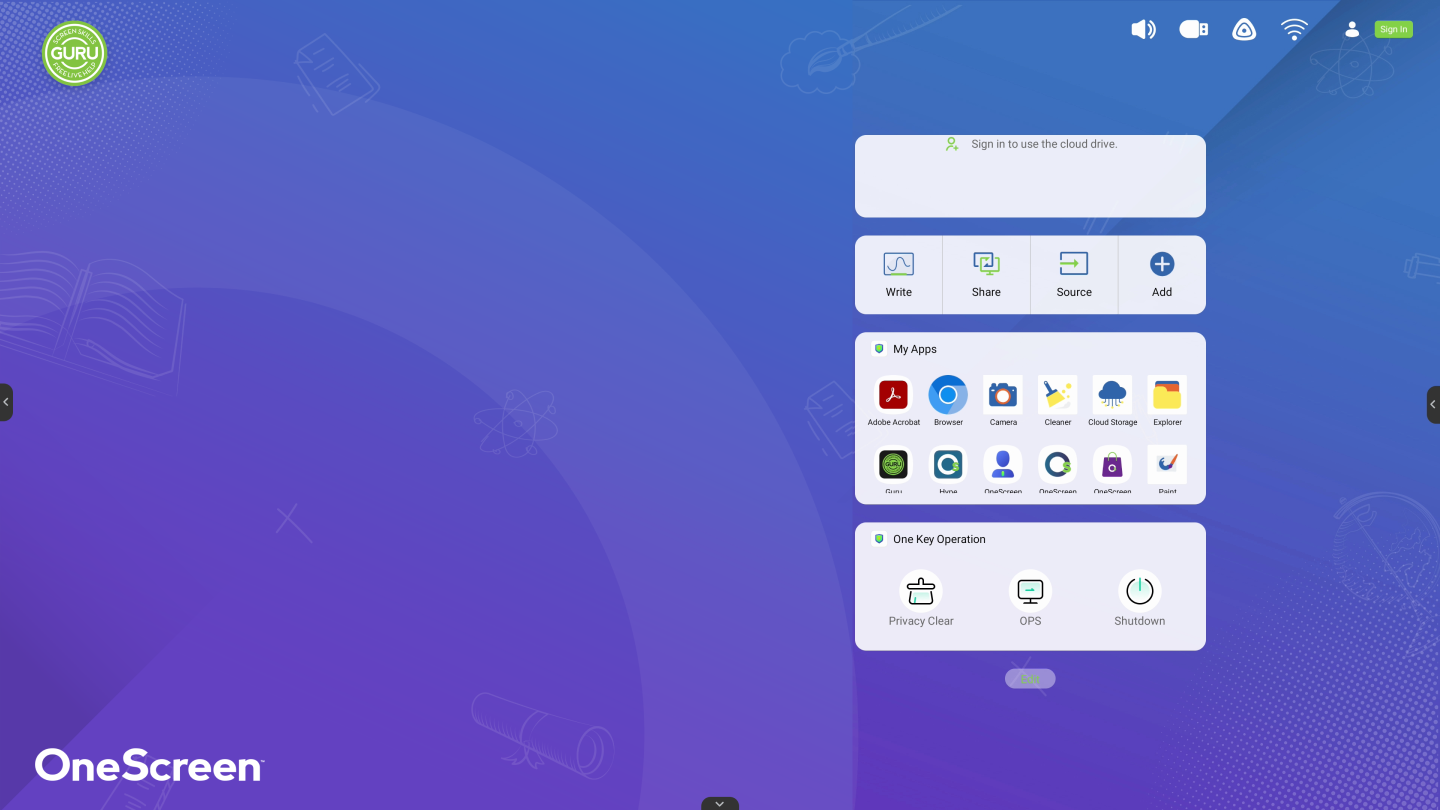 SCREEN SKILLS
GURU
FREE LIVE HELP
Sign In
Sign in to use the cloud drive.
Write
Share
Source
Add
My Apps
Adobe Acrobat
Browser
Camera
Cleaner
Cloud Storage
Explorer
GURU
Guru
Hype
OneScreen
OneScreen
OneScreen
Paint
One Key Operation
Privacy Clear
OPS
Shutdown
Exit
OneScreen